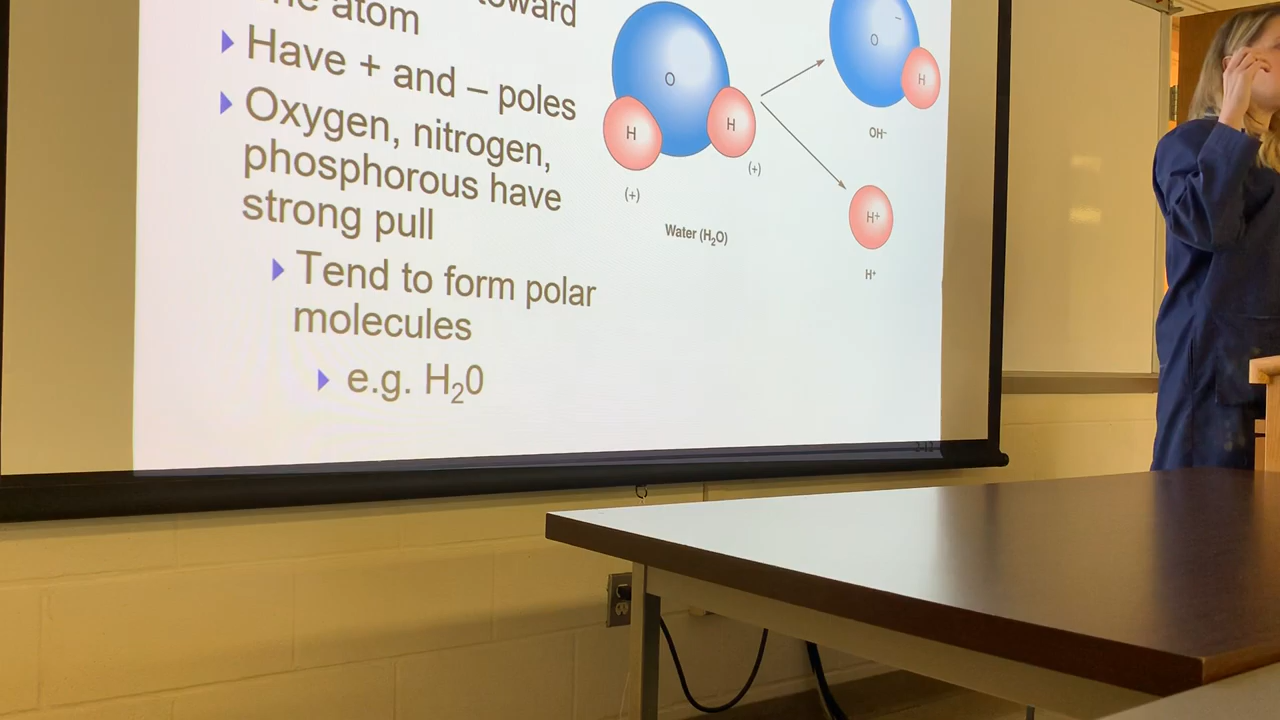 toward
atom
Have + and – poles
Oxygen, nitrogen,
phosphorous have
strong pull
Tend to form polar
molecules
e.g. H₂0
O
H
H
(+)
(+)
Water (H₂O)
O
–
H
OH⁻
H⁺
H⁺